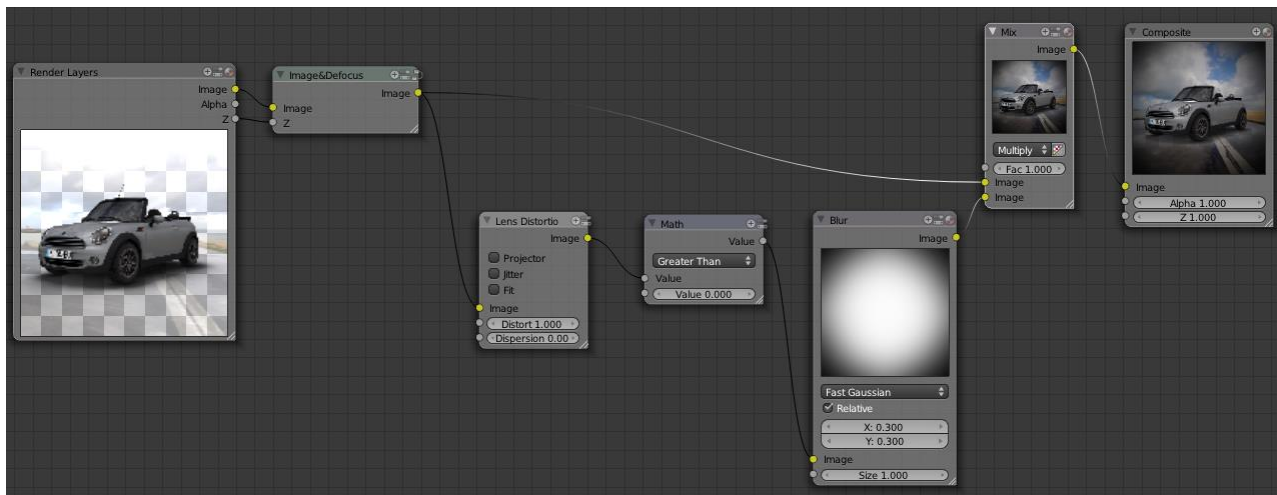 Render Layers
Image
Alpha
Z
Image&Defocus
Image
Image
Z
Lens Distortio
Image
Projector
Jitter
Fit
Image
Distort 1.000
Dispersion 0.00
Math
Value
Greater Than
Value
Value 0.000
Blur
Image
Fast Gaussian
Relative
X: 0.300
Y: 0.300
Image
Size 1.000
Mix
Image
Multiply
Fac 1.000
Image
Image
Composite
Image
Alpha 1.000
Z 1.000